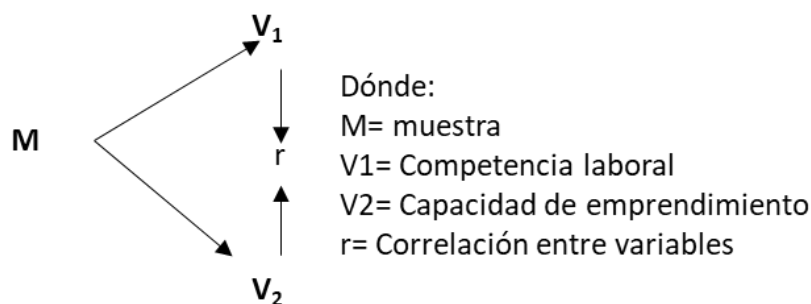 V₁
Dónde:
M= muestra
M
V1= Competencia laboral
r
V2= Capacidad de emprendimiento
r= Correlación entre variables
V₂